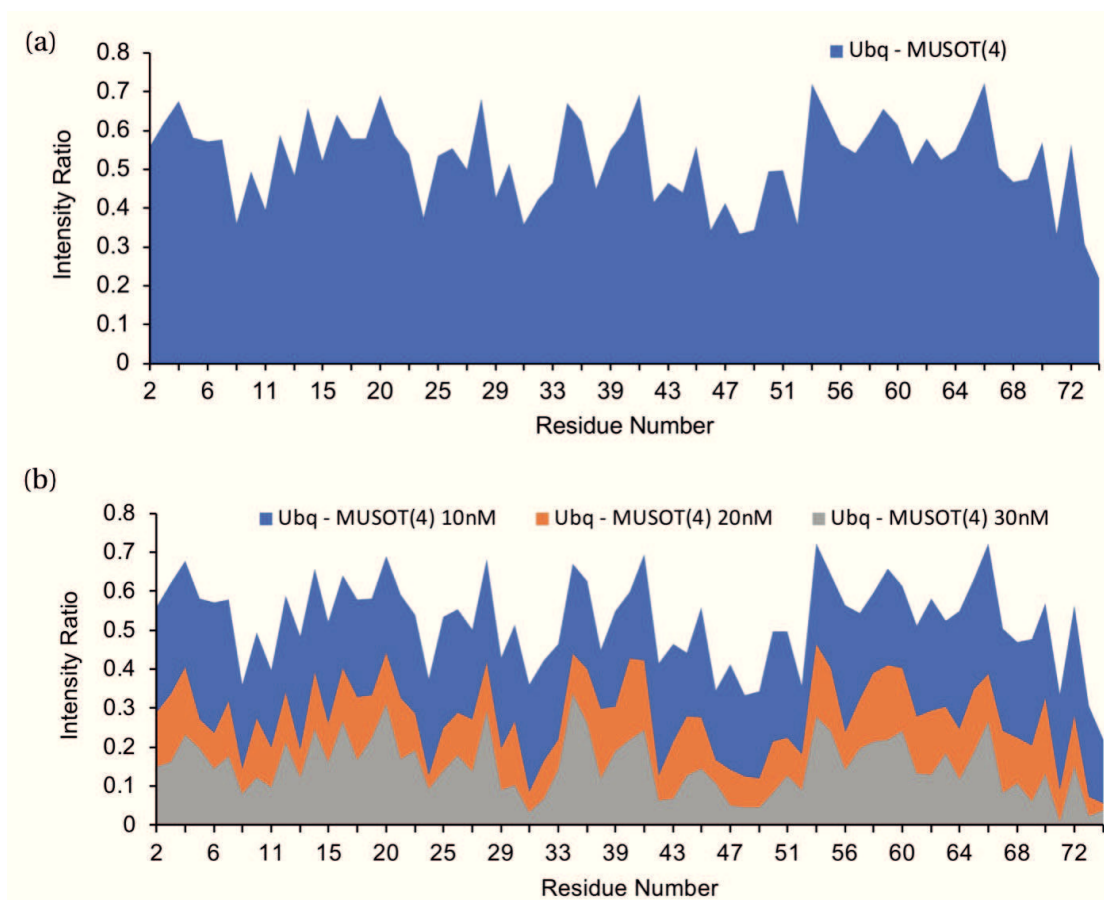 (a)
Ubq - MUSOT(4)
0.8
0.7
0.6
0.5
0.4
0.3
0.2
0.1
0
Intensity Ratio
2 6 11 15 20 25 29 33 39 43 47 51 56 60 64 68 72
Residue Number
(b)
Ubq - MUSOT(4) 10nM Ubq - MUSOT(4) 20nM Ubq - MUSOT(4) 30nM
0.8
0.7
0.6
0.5
0.4
0.3
0.2
0.1
0
Intensity Ratio
2 6 11 15 20 25 29 33 39 43 47 51 56 60 64 68 72
Residue Number